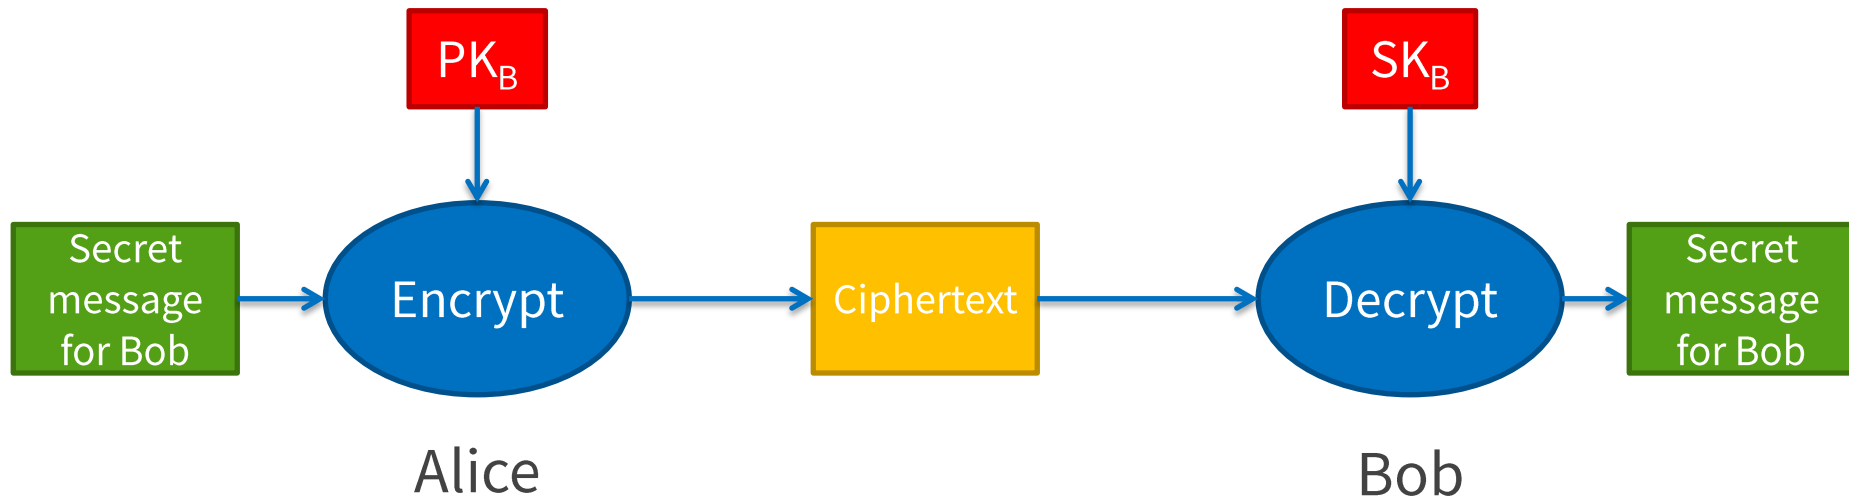 PKB
SKB
Secret
message
for Bob
Encrypt
Ciphertext
Decrypt
Secret
message
for Bob
Alice
Bob